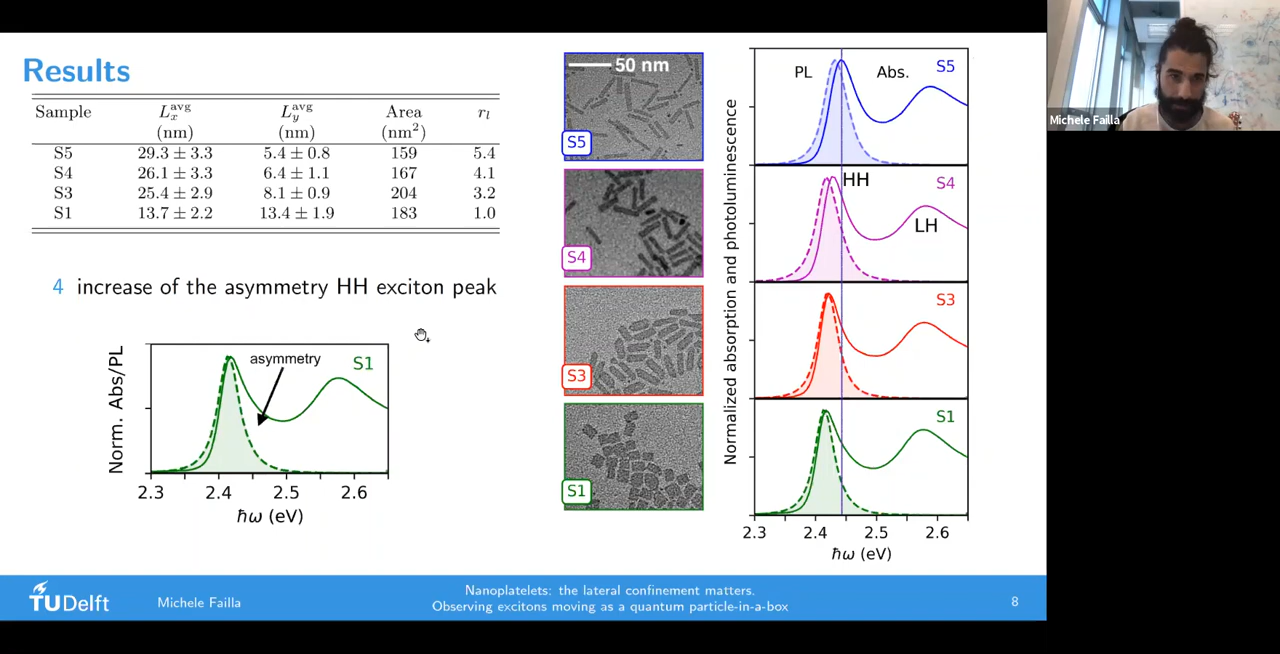 Results
Sample L_x^avg L_y^avg Area r_l
(nm) (nm) (nm²)
S5 29.3 ± 3.3 5.4 ± 0.8 159 5.4
S4 26.1 ± 3.3 6.4 ± 1.1 167 4.1
S3 25.4 ± 2.9 8.1 ± 0.9 204 3.2
S1 13.7 ± 2.2 13.4 ± 1.9 183 1.0
4 increase of the asymmetry HH exciton peak
Norm. Abs/PL
asymmetry
S1
2.3 2.4 2.5 2.6
ħω (eV)
50 nm
S5
S4
S3
S1
Normalized absorption and photoluminescence
PL Abs. S5
HH S4
LH
S3
S1
2.3 2.4 2.5 2.6
ħω (eV)
Michele Failla
TUDelft
Michele Failla
Nanoplatelets: the lateral confinement matters.
Observing excitons moving as a quantum particle-in-a-box
8